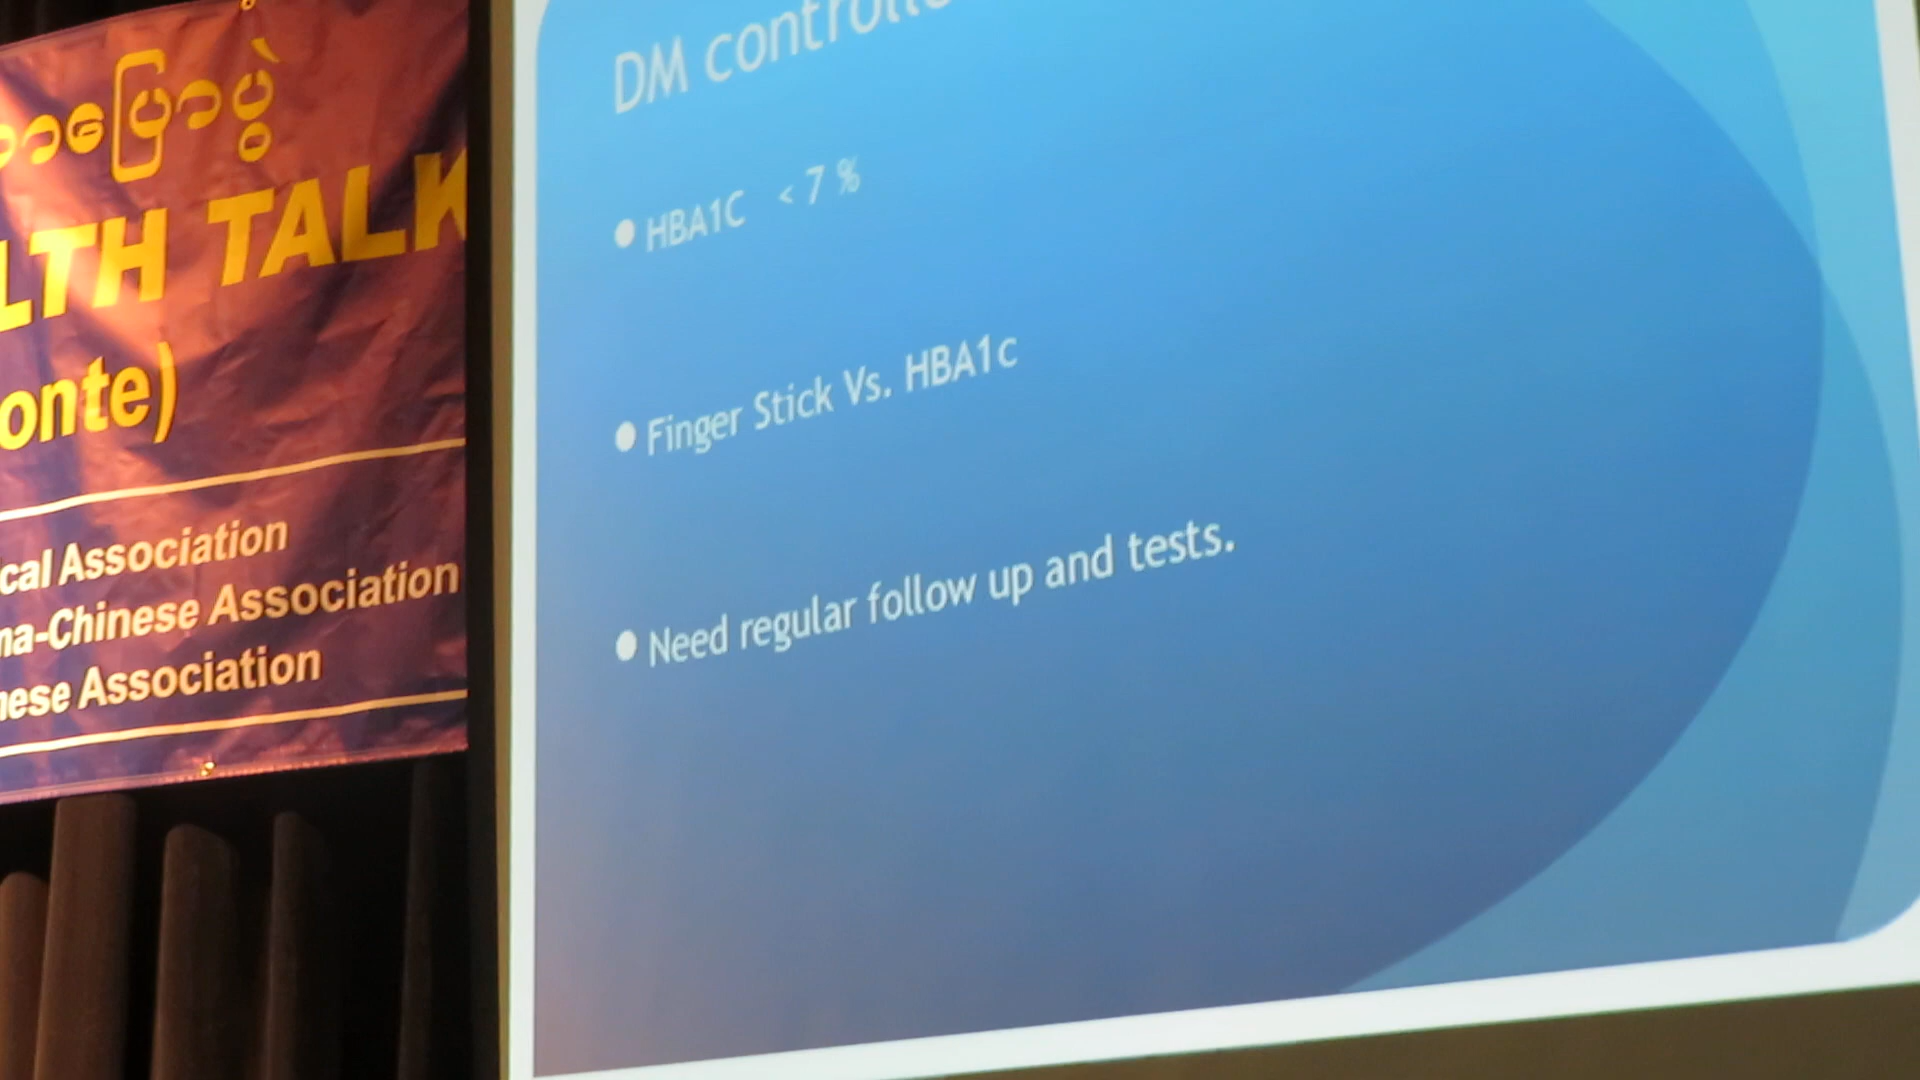 LTH TALK
onte)
cal Association
na-Chinese Association
nese Association
DM
HBA1C < 7 %
Finger Stick Vs. HBA1c
Need regular follow up and tests.